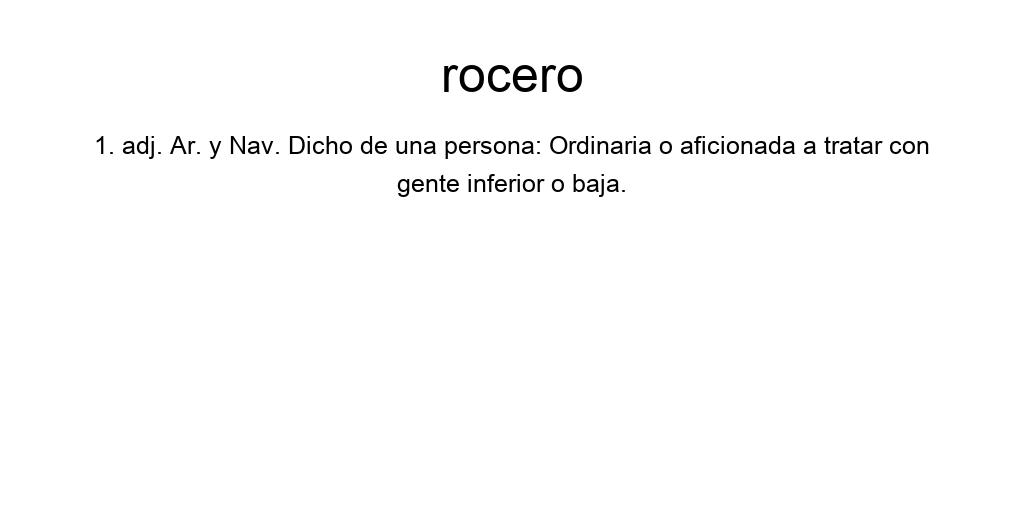 rocero
1. adj. Ar. y Nav. Dicho de una persona: Ordinaria o aficionada a tratar con
gente inferior o baja.